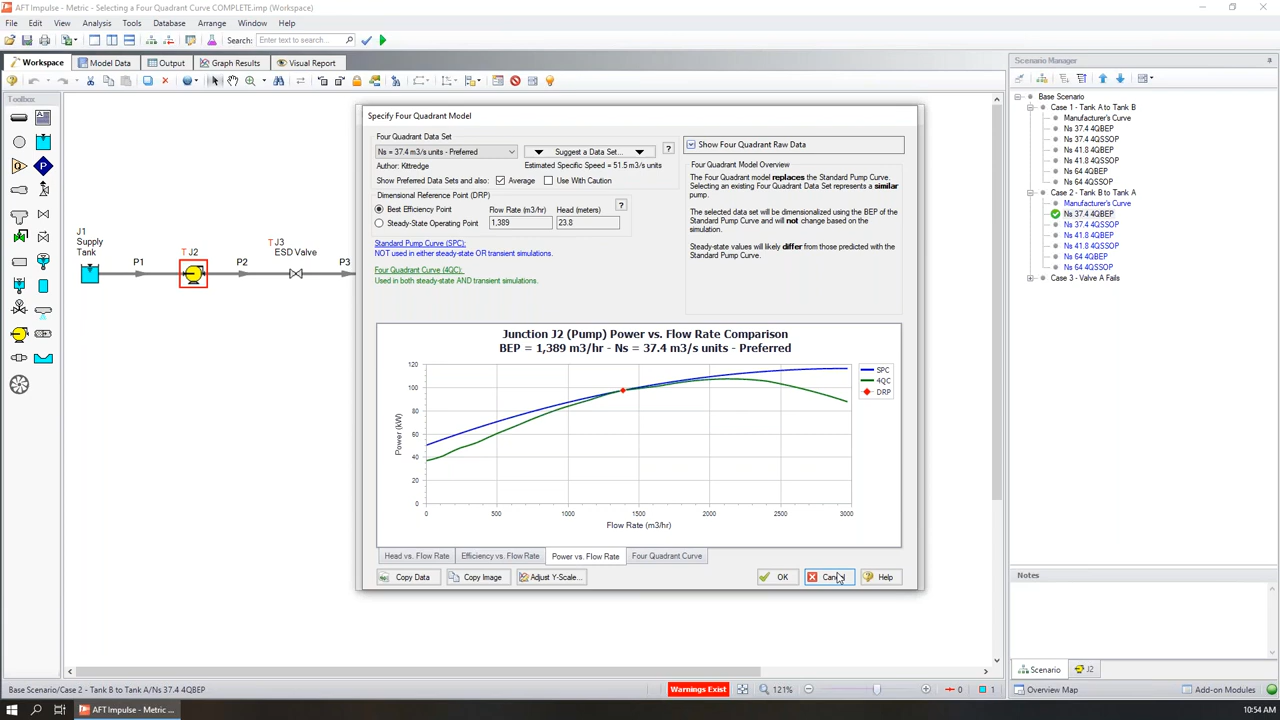 AFT Impulse - Metric - Selecting a Four Quadrant Curve COMPLETE.imp (Workspace)
File Edit View Analysis Tools Database Arrange Window Help
Search: Enter text to search...
Workspace Model Data Output Graph Results Visual Report
Toolbox
J1
Supply
Tank
P1
T J2
P2
T J3
ESD Valve
P3
Specify Four Quadrant Model
Four Quadrant Data Set
Ns = 37.4 m3/s units - Preferred
Suggest a Data Set...
?
Author: Kittredge
Estimated Specific Speed = 51.5 m3/s units
Show Preferred Data Sets and also:
Average
Use With Caution
Dimensional Reference Point (DRP)
Best Efficiency Point
Flow Rate (m3/hr)
Head (meters)
?
Steady-State Operating Point
1,389
23.8
Standard Pump Curve (SPC):
NOT used in either steady-state OR transient simulations.
Four Quadrant Curve (4QC):
Used in both steady-state AND transient simulations.
Show Four Quadrant Raw Data
Four Quadrant Model Overview
The Four Quadrant model replaces the Standard Pump Curve.
Selecting an existing Four Quadrant Data Set represents a similar
pump.
The selected data set will be dimensionalized using the BEP of the
Standard Pump Curve and will not change based on the
simulation.
Steady-state values will likely differ from those predicted with the
Standard Pump Curve.
Junction J2 (Pump) Power vs. Flow Rate Comparison
BEP = 1,389 m3/hr - Ns = 37.4 m3/s units - Preferred
Power (kW)
120
100
80
60
40
20
0
0 500 1000 1500 2000 2500 3000
Flow Rate (m3/hr)
SPC
4QC
DRP
Head vs. Flow Rate Efficiency vs. Flow Rate Power vs. Flow Rate Four Quadrant Curve
Copy Data Copy Image Adjust Y-Scale... OK Cancel Help
Scenario Manager
Base Scenario
Case 1 - Tank A to Tank B
Manufacturer's Curve
Ns 37.4 4QBEP
Ns 37.4 4QSSOP
Ns 41.8 4QBEP
Ns 41.8 4QSSOP
Ns 64 4QBEP
Ns 64 4QSSOP
Case 2 - Tank B to Tank A
Manufacturer's Curve
Ns 37.4 4QBEP
Ns 37.4 4QSSOP
Ns 41.8 4QBEP
Ns 41.8 4QSSOP
Ns 64 4QBEP
Ns 64 4QSSOP
Case 3 - Valve A Fails
Notes
Scenario J2
Base Scenario/Case 2 - Tank B to Tank A/Ns 37.4 4QBEP
Warnings Exist
121%
0
1
Overview Map
Add-on Modules
AFT Impulse - Metric ...
10:54 AM